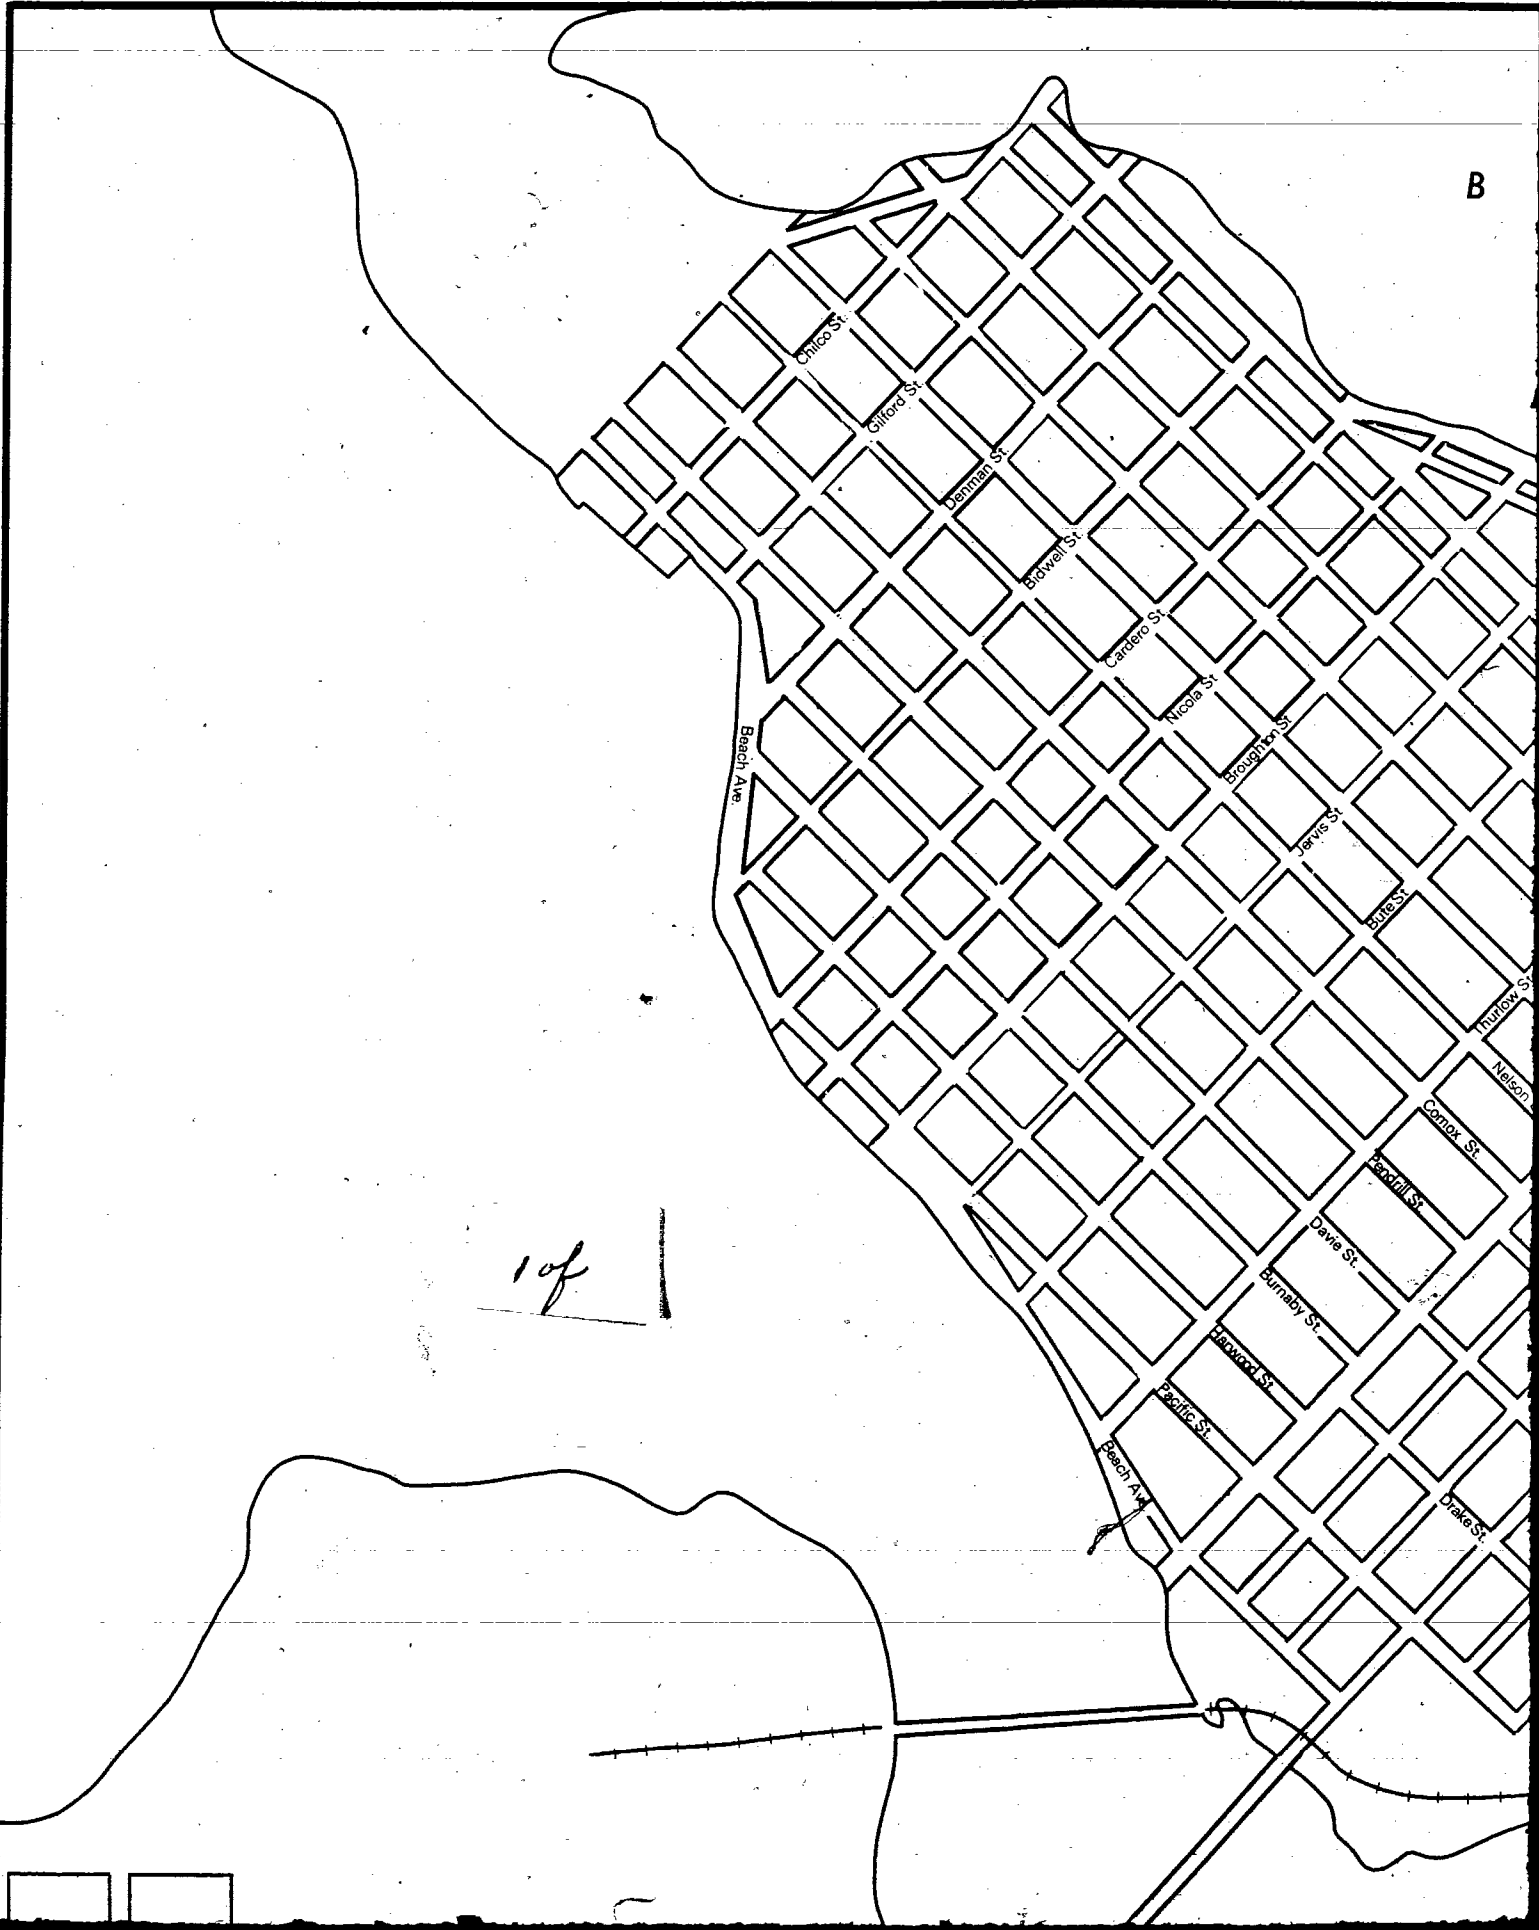 B
Chilco St.
Gilford St.
Denman St.
Bidwell St.
Cardero St.
Nicola St
Broughton St
Beach Ave.
Jervis St
Bute St
Thurlow St
Nelson
Comox St.
Pendrill St.
Davie St.
Burnaby St.
Harwood St.
Pacific St.
Beach Av
Drake St.
1 of 1